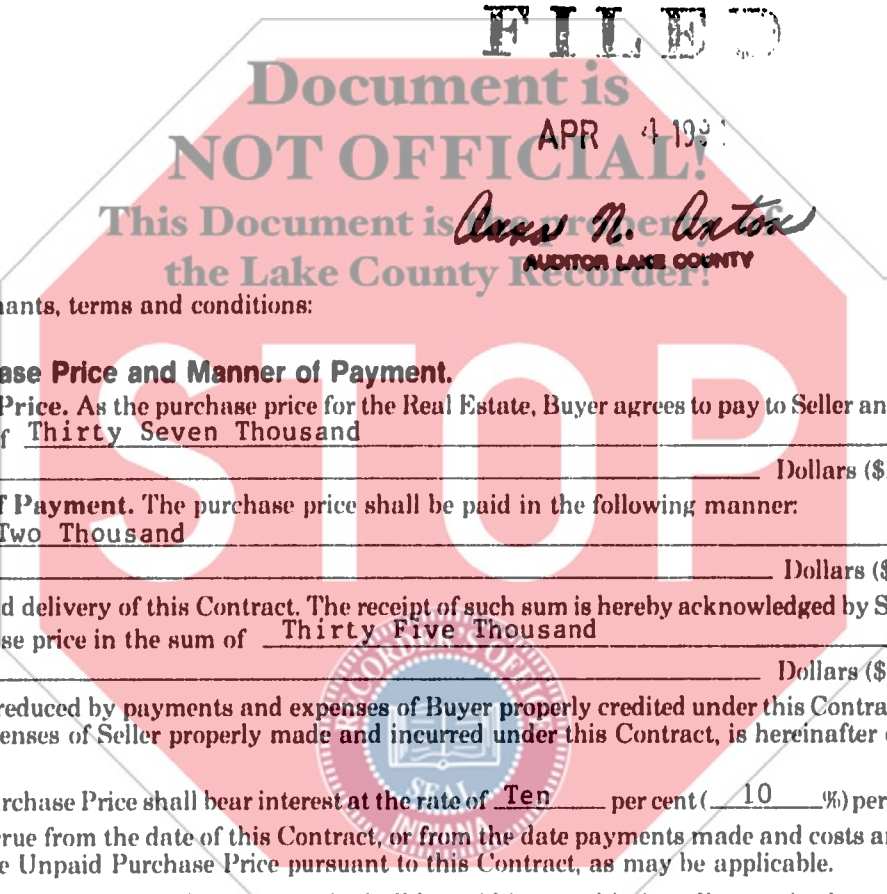 FILED
Document is
NOT OFFICIAL!
APR 4 199
This Document is the property of
Anna N. Anton
the Lake County Recorder!
AUDITOR LAKE COUNTY
nants, terms and conditions:
STOP
ase Price and Manner of Payment.
Price. As the purchase price for the Real Estate, Buyer agrees to pay to Seller an
f Thirty Seven Thousand
Dollars ($
f Payment. The purchase price shall be paid in the following manner:
Two Thousand
Dollars ($
d delivery of this Contract. The receipt of such sum is hereby acknowledged by S
se price in the sum of Thirty Five Thousand
Dollars ($
RECORDER'S OFFIC
reduced by payments and expenses of Buyer properly credited under this Contra
enses of Seller properly made and incurred under this Contract, is hereinafter
SEAL
rchase Price shall bear interest at the rate of Ten per cent ( 10 %) per
INDIANA
rue from the date of this Contract, or from the date payments made and costs a
e Unpaid Purchase Price pursuant to this Contract, as may be applicable.